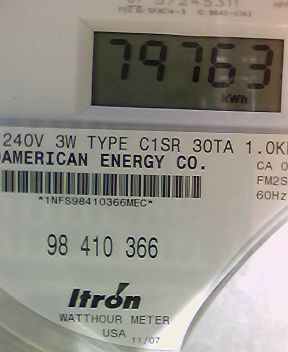 79763
kWh
240V 3W TYPE C1SR 30TA 1.0K
AMERICAN ENERGY CO. CA 0
FM2S
60Hz
*1NFS98410366MEC*
98 410 366
Itron
WATTHOUR METER
USA 11/07